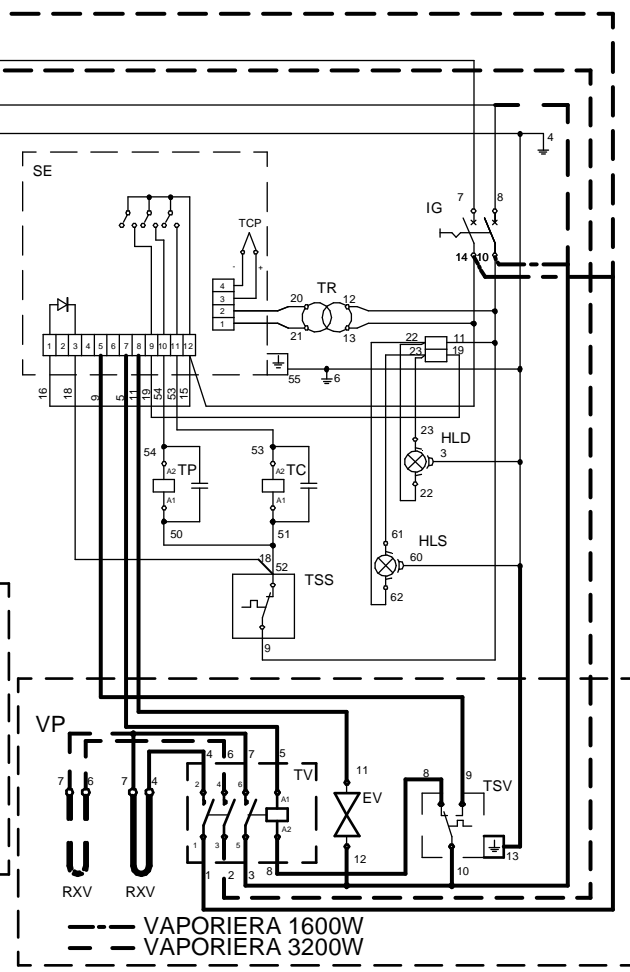 4
SE
7 8
IG
TCP
- +
14 10
4
3
2
1
20 TR 12
21 13
1 2 3 4 5 6 7 8 9 10 11 12
22 11
23 19
55 6
16 18 9 5 11 19 54 53 15
23
HLD
3
22
54 53
A2 TP A2 TC
A1 A1
50 51
61 HLS
60
62
18
52
TSS
9
VP
4 6 7 5
TV
11
8 9
TSV
7 6 7 4
2 4 6 A1
EV
A2
1 3 5
12
13
1 2 3 8
10
RXV RXV
VAPORIERA 1600W
VAPORIERA 3200W